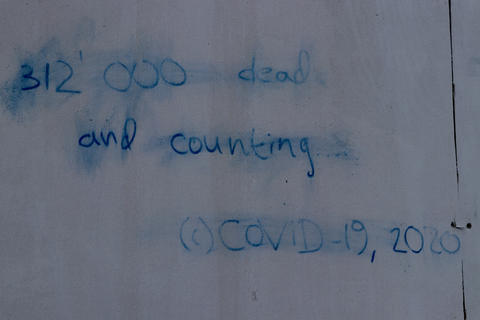 312'000 dead
and counting...
(c) COVID-19, 2020